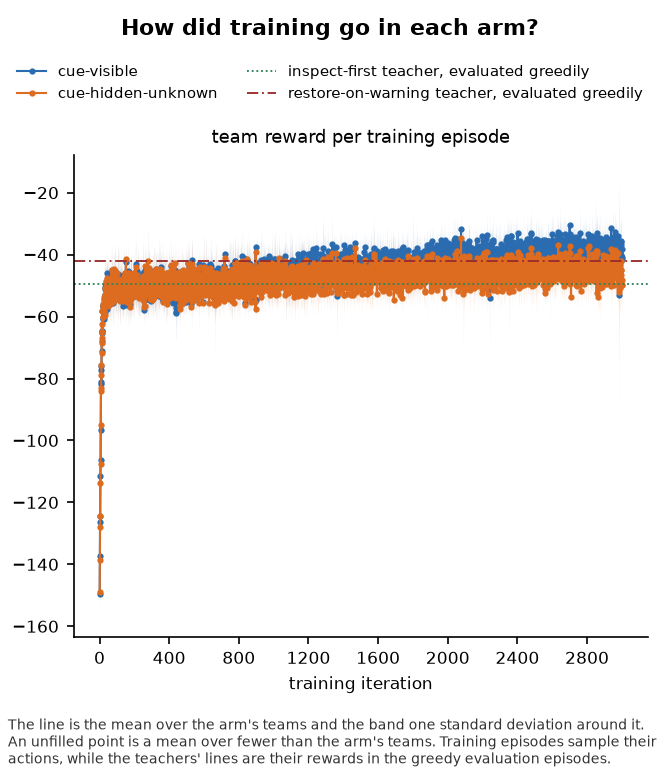 How did training go in each arm?
cue-visible
cue-hidden-unknown
inspect-first teacher, evaluated greedily
restore-on-warning teacher, evaluated greedily
team reward per training episode
−20
−40
−60
−80
−100
−120
−140
−160
0 400 800 1200 1600 2000 2400 2800
training iteration
The line is the mean over the arm's teams and the band one standard deviation around it.
An unfilled point is a mean over fewer than the arm's teams. Training episodes sample their
actions, while the teachers' lines are their rewards in the greedy evaluation episodes.